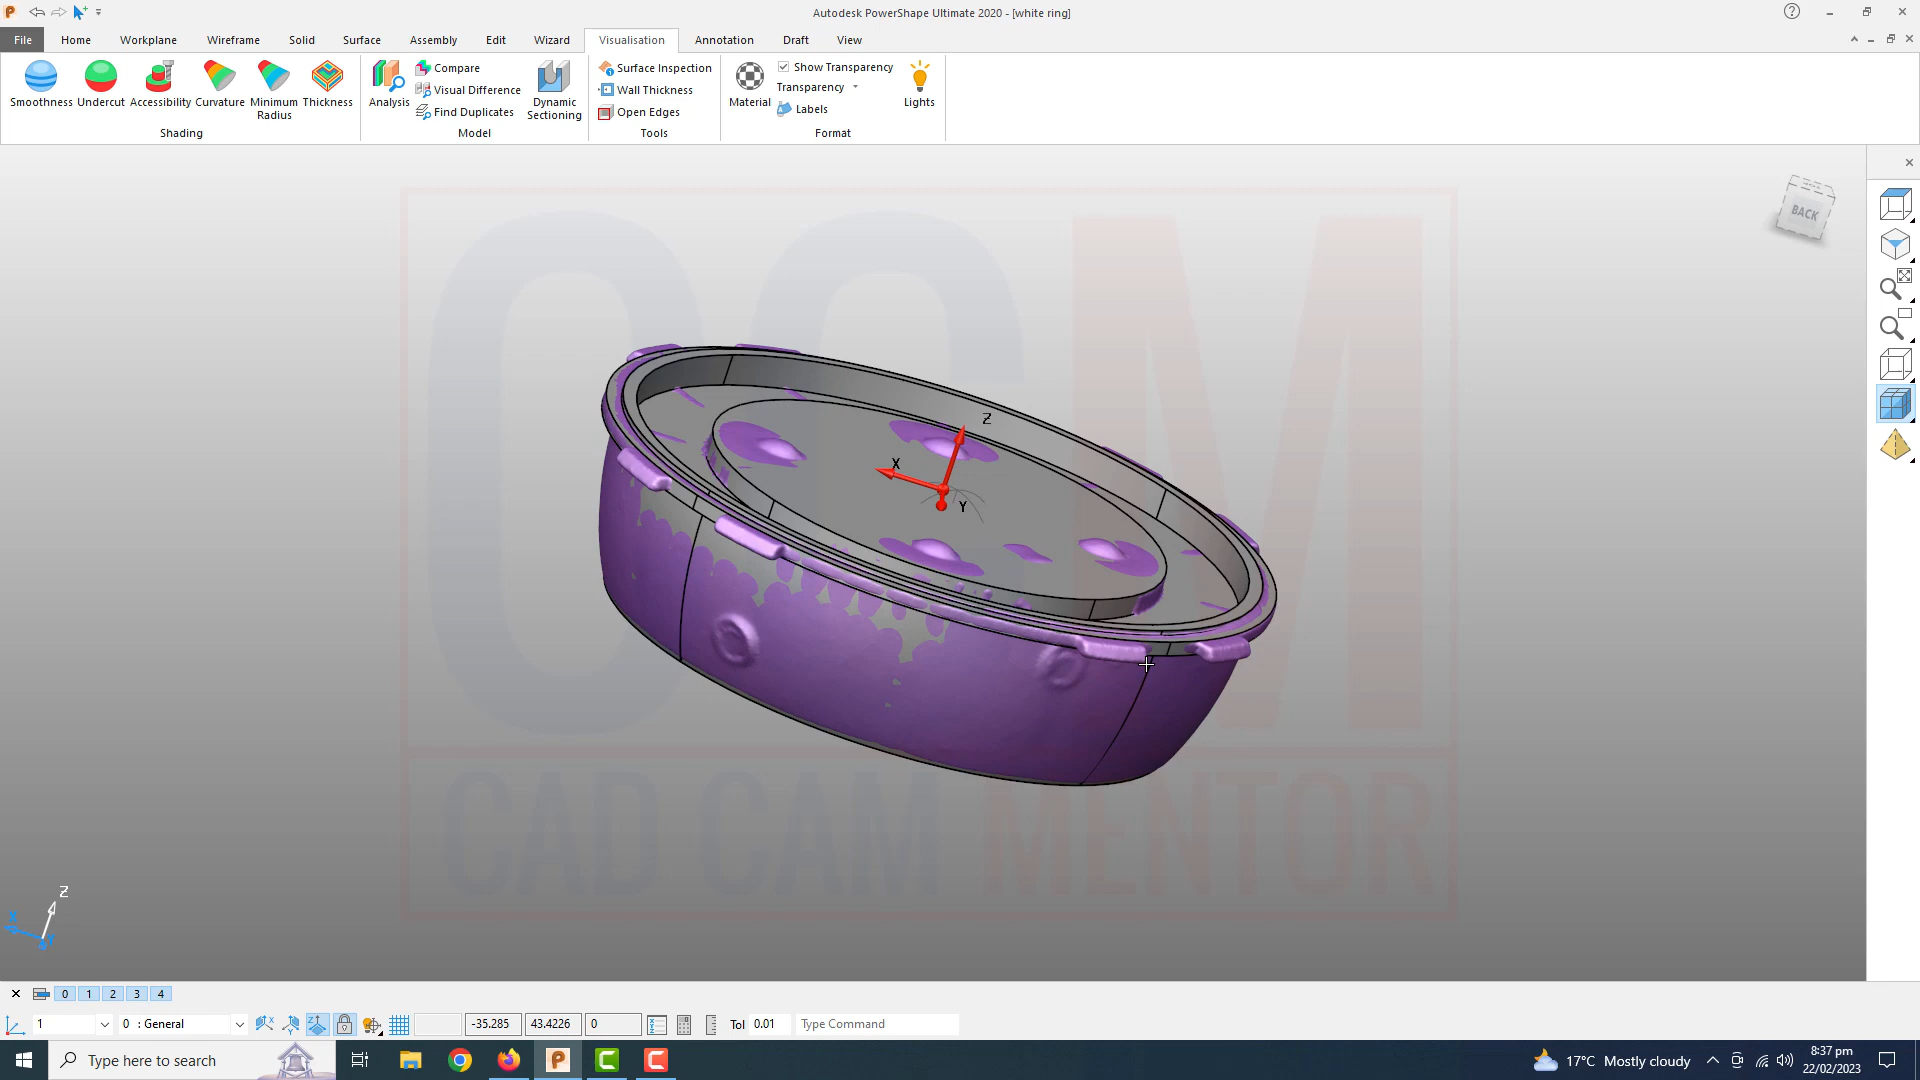 Autodesk PowerShape Ultimate 2020 - [white ring]
File Home Workplane Wireframe Solid Surface Assembly Edit Wizard Visualisation Annotation Draft View
Smoothness Undercut Accessibility Curvature Minimum Radius Thickness
Shading
Analysis
Compare
Visual Difference
Find Duplicates
Dynamic Sectioning
Model
Surface Inspection
Wall Thickness
Open Edges
Tools
Material
Show Transparency
Transparency
Labels
Lights
Format
BACK
CCM
Z
X
Y
CAD CAM MENTOR
Z
X
Y
0 1 2 3 4
1 0 : General -35.285 43.4226 0 Tol 0.01 Type Command
Type here to search
17°C Mostly cloudy
8:37 pm
22/02/2023